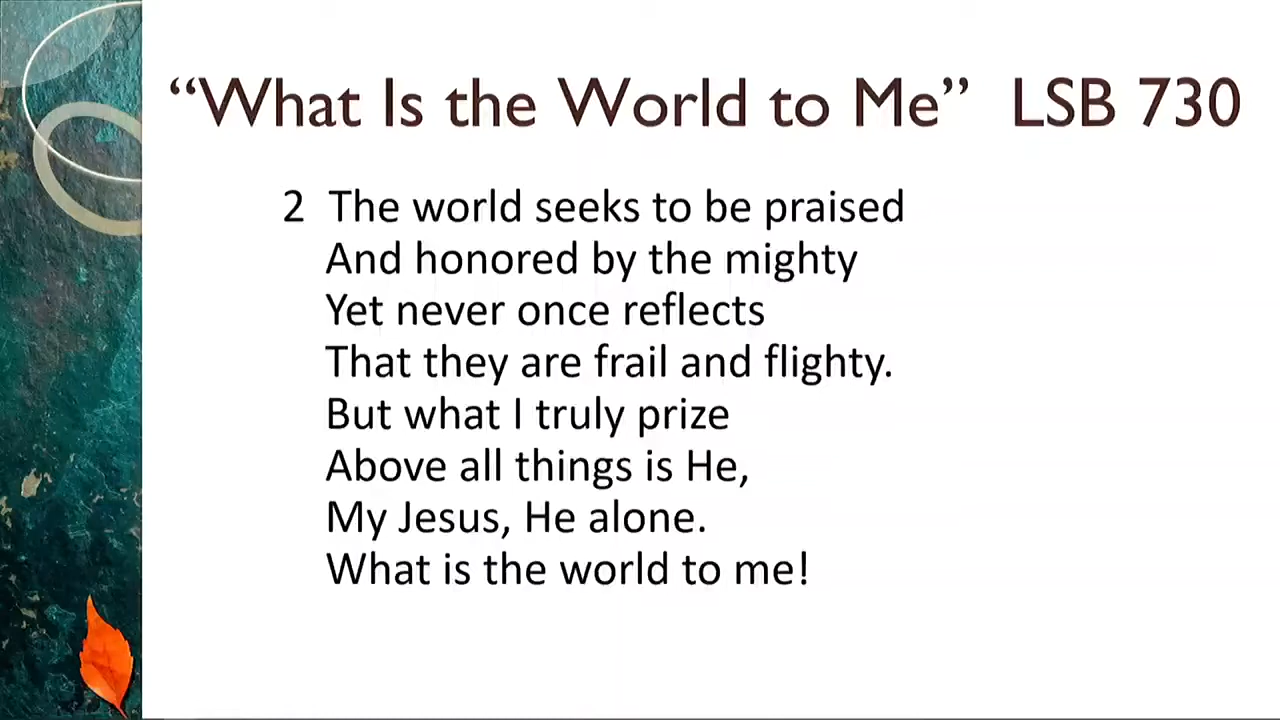 “What Is the World to Me”  LSB 730
2  The world seeks to be praised
And honored by the mighty
Yet never once reflects
That they are frail and flighty.
But what I truly prize
Above all things is He,
My Jesus, He alone.
What is the world to me!